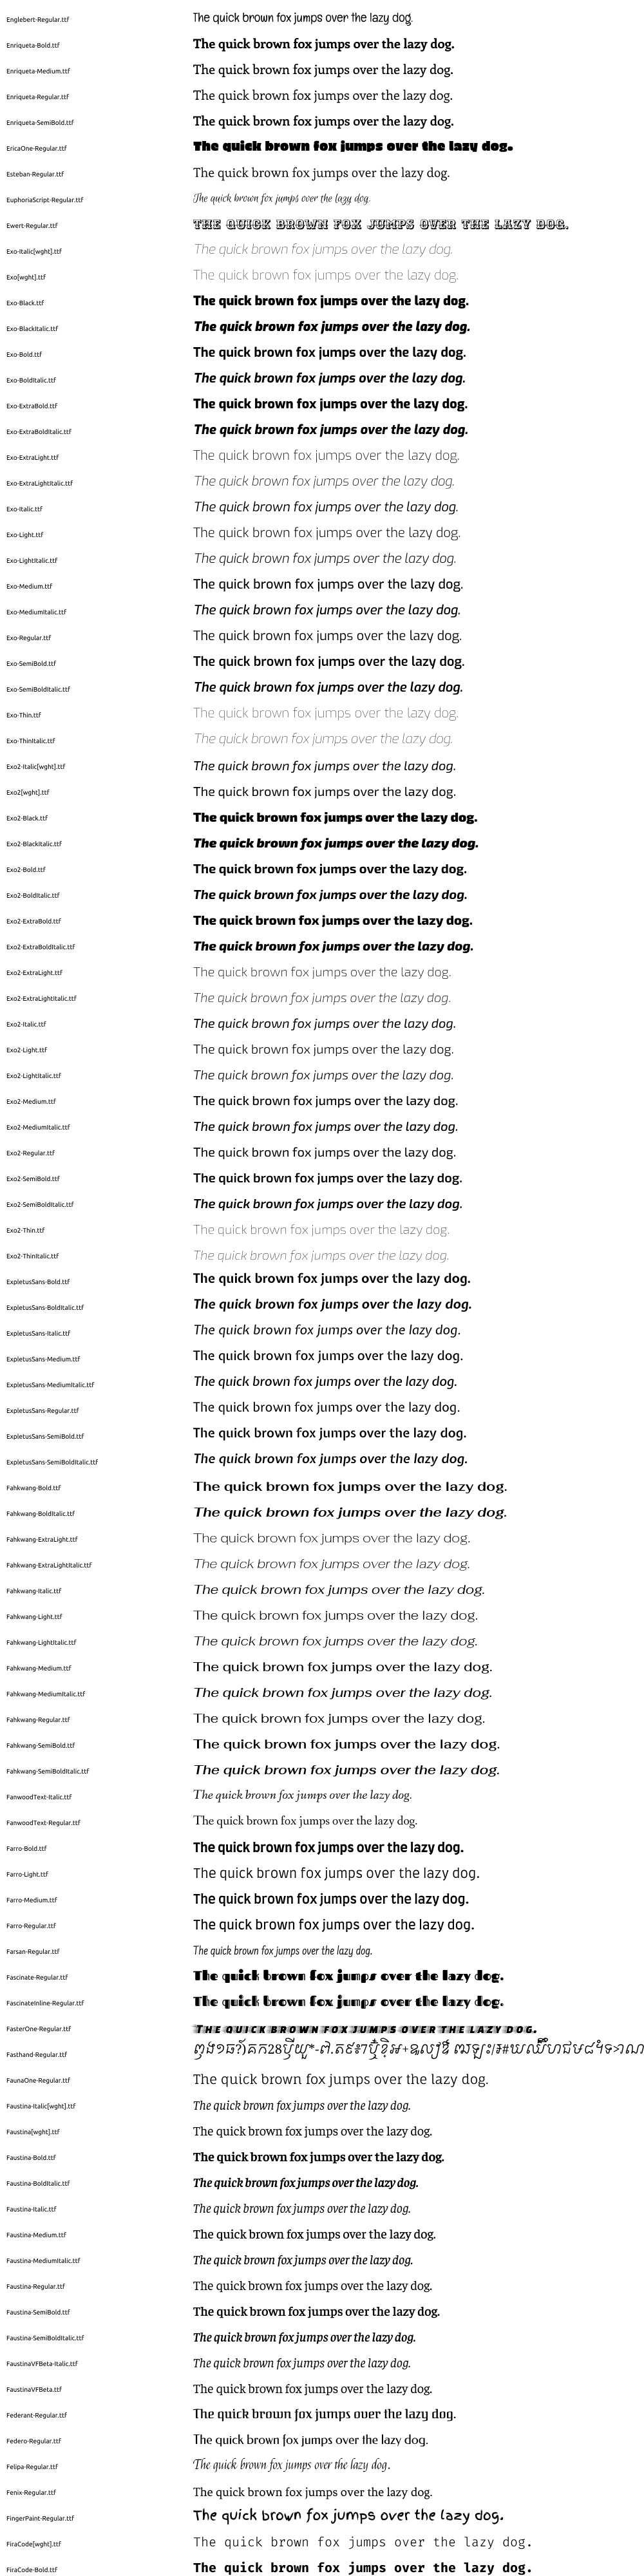 Englebert-Regular.ttf The quick brown fox jumps over the lazy dog.
Enriqueta-Bold.ttf The quick brown fox jumps over the lazy dog.
Enriqueta-Medium.ttf The quick brown fox jumps over the lazy dog.
Enriqueta-Regular.ttf The quick brown fox jumps over the lazy dog.
Enriqueta-SemiBold.ttf The quick brown fox jumps over the lazy dog.
EricaOne-Regular.ttf The quick brown fox jumps over the lazy dog.
Esteban-Regular.ttf The quick brown fox jumps over the lazy dog.
EuphoriaScript-Regular.ttf The quick brown fox jumps over the lazy dog.
Ewert-Regular.ttf THE QUICK BROWN FOX JUMPS OVER THE LAZY DOG.
Exo-Italic[wght].ttf The quick brown fox jumps over the lazy dog.
Exo[wght].ttf The quick brown fox jumps over the lazy dog.
Exo-Black.ttf The quick brown fox jumps over the lazy dog.
Exo-BlackItalic.ttf The quick brown fox jumps over the lazy dog.
Exo-Bold.ttf The quick brown fox jumps over the lazy dog.
Exo-BoldItalic.ttf The quick brown fox jumps over the lazy dog.
Exo-ExtraBold.ttf The quick brown fox jumps over the lazy dog.
Exo-ExtraBoldItalic.ttf The quick brown fox jumps over the lazy dog.
Exo-ExtraLight.ttf The quick brown fox jumps over the lazy dog.
Exo-ExtraLightItalic.ttf The quick brown fox jumps over the lazy dog.
Exo-Italic.ttf The quick brown fox jumps over the lazy dog.
Exo-Light.ttf The quick brown fox jumps over the lazy dog.
Exo-LightItalic.ttf The quick brown fox jumps over the lazy dog.
Exo-Medium.ttf The quick brown fox jumps over the lazy dog.
Exo-MediumItalic.ttf The quick brown fox jumps over the lazy dog.
Exo-Regular.ttf The quick brown fox jumps over the lazy dog.
Exo-SemiBold.ttf The quick brown fox jumps over the lazy dog.
Exo-SemiBoldItalic.ttf The quick brown fox jumps over the lazy dog.
Exo-Thin.ttf The quick brown fox jumps over the lazy dog.
Exo-ThinItalic.ttf The quick brown fox jumps over the lazy dog.
Exo2-Italic[wght].ttf The quick brown fox jumps over the lazy dog.
Exo2[wght].ttf The quick brown fox jumps over the lazy dog.
Exo2-Black.ttf The quick brown fox jumps over the lazy dog.
Exo2-BlackItalic.ttf The quick brown fox jumps over the lazy dog.
Exo2-Bold.ttf The quick brown fox jumps over the lazy dog.
Exo2-BoldItalic.ttf The quick brown fox jumps over the lazy dog.
Exo2-ExtraBold.ttf The quick brown fox jumps over the lazy dog.
Exo2-ExtraBoldItalic.ttf The quick brown fox jumps over the lazy dog.
Exo2-ExtraLight.ttf The quick brown fox jumps over the lazy dog.
Exo2-ExtraLightItalic.ttf The quick brown fox jumps over the lazy dog.
Exo2-Italic.ttf The quick brown fox jumps over the lazy dog.
Exo2-Light.ttf The quick brown fox jumps over the lazy dog.
Exo2-LightItalic.ttf The quick brown fox jumps over the lazy dog.
Exo2-Medium.ttf The quick brown fox jumps over the lazy dog.
Exo2-MediumItalic.ttf The quick brown fox jumps over the lazy dog.
Exo2-Regular.ttf The quick brown fox jumps over the lazy dog.
Exo2-SemiBold.ttf The quick brown fox jumps over the lazy dog.
Exo2-SemiBoldItalic.ttf The quick brown fox jumps over the lazy dog.
Exo2-Thin.ttf The quick brown fox jumps over the lazy dog.
Exo2-ThinItalic.ttf The quick brown fox jumps over the lazy dog.
ExpletusSans-Bold.ttf The quick brown fox jumps over the lazy dog.
ExpletusSans-BoldItalic.ttf The quick brown fox jumps over the lazy dog.
ExpletusSans-Italic.ttf The quick brown fox jumps over the lazy dog.
ExpletusSans-Medium.ttf The quick brown fox jumps over the lazy dog.
ExpletusSans-MediumItalic.ttf The quick brown fox jumps over the lazy dog.
ExpletusSans-Regular.ttf The quick brown fox jumps over the lazy dog.
ExpletusSans-SemiBold.ttf The quick brown fox jumps over the lazy dog.
ExpletusSans-SemiBoldItalic.ttf The quick brown fox jumps over the lazy dog.
Fahkwang-Bold.ttf The quick brown fox jumps over the lazy dog.
Fahkwang-BoldItalic.ttf The quick brown fox jumps over the lazy dog.
Fahkwang-ExtraLight.ttf The quick brown fox jumps over the lazy dog.
Fahkwang-ExtraLightItalic.ttf The quick brown fox jumps over the lazy dog.
Fahkwang-Italic.ttf The quick brown fox jumps over the lazy dog.
Fahkwang-Light.ttf The quick brown fox jumps over the lazy dog.
Fahkwang-LightItalic.ttf The quick brown fox jumps over the lazy dog.
Fahkwang-Medium.ttf The quick brown fox jumps over the lazy dog.
Fahkwang-MediumItalic.ttf The quick brown fox jumps over the lazy dog.
Fahkwang-Regular.ttf The quick brown fox jumps over the lazy dog.
Fahkwang-SemiBold.ttf The quick brown fox jumps over the lazy dog.
Fahkwang-SemiBoldItalic.ttf The quick brown fox jumps over the lazy dog.
FanwoodText-Italic.ttf The quick brown fox jumps over the lazy dog.
FanwoodText-Regular.ttf The quick brown fox jumps over the lazy dog.
Farro-Bold.ttf The quick brown fox jumps over the lazy dog.
Farro-Light.ttf The quick brown fox jumps over the lazy dog.
Farro-Medium.ttf The quick brown fox jumps over the lazy dog.
Farro-Regular.ttf The quick brown fox jumps over the lazy dog.
Farsan-Regular.ttf The quick brown fox jumps over the lazy dog.
Fascinate-Regular.ttf The quick brown fox jumps over the lazy dog.
FascinateInline-Regular.ttf The quick brown fox jumps over the lazy dog.
FasterOne-Regular.ttf THE QUICK BROWN FOX JUMPS OVER THE LAZY DOG.
Fasthand-Regular.ttf
FaunaOne-Regular.ttf The quick brown fox jumps over the lazy dog.
Faustina-Italic[wght].ttf The quick brown fox jumps over the lazy dog.
Faustina[wght].ttf The quick brown fox jumps over the lazy dog.
Faustina-Bold.ttf The quick brown fox jumps over the lazy dog.
Faustina-BoldItalic.ttf The quick brown fox jumps over the lazy dog.
Faustina-Italic.ttf The quick brown fox jumps over the lazy dog.
Faustina-Medium.ttf The quick brown fox jumps over the lazy dog.
Faustina-MediumItalic.ttf The quick brown fox jumps over the lazy dog.
Faustina-Regular.ttf The quick brown fox jumps over the lazy dog.
Faustina-SemiBold.ttf The quick brown fox jumps over the lazy dog.
Faustina-SemiBoldItalic.ttf The quick brown fox jumps over the lazy dog.
FaustinaVFBeta-Italic.ttf The quick brown fox jumps over the lazy dog.
FaustinaVFBeta.ttf The quick brown fox jumps over the lazy dog.
Federant-Regular.ttf The quick brown fox jumps over the lazy dog.
Federo-Regular.ttf The quick brown fox jumps over the lazy dog.
Felipa-Regular.ttf The quick brown fox jumps over the lazy dog.
Fenix-Regular.ttf The quick brown fox jumps over the lazy dog.
FingerPaint-Regular.ttf The quick brown fox jumps over the lazy dog.
FiraCode[wght].ttf The quick brown fox jumps over the lazy dog.
FiraCode-Bold.ttf The quick brown fox jumps over the lazy dog.